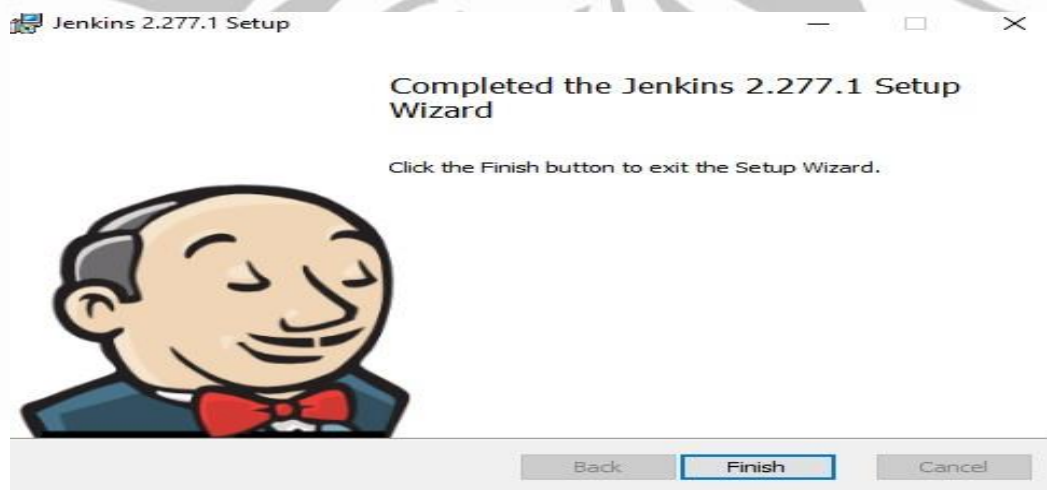 Jenkins 2.277.1 Setup
Completed the Jenkins 2.277.1 Setup
Wizard
Click the Finish button to exit the Setup Wizard.
Back Finish Cancel